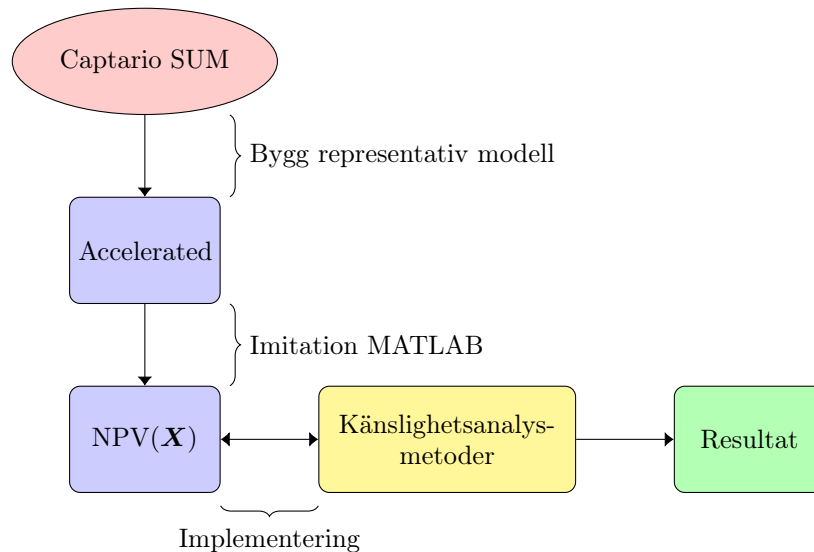 Captario SUM
Bygg representativ modell
Accelerated
Imitation MATLAB
NPV(X)
Känslighetsanalys-
metoder
Resultat
Implementering